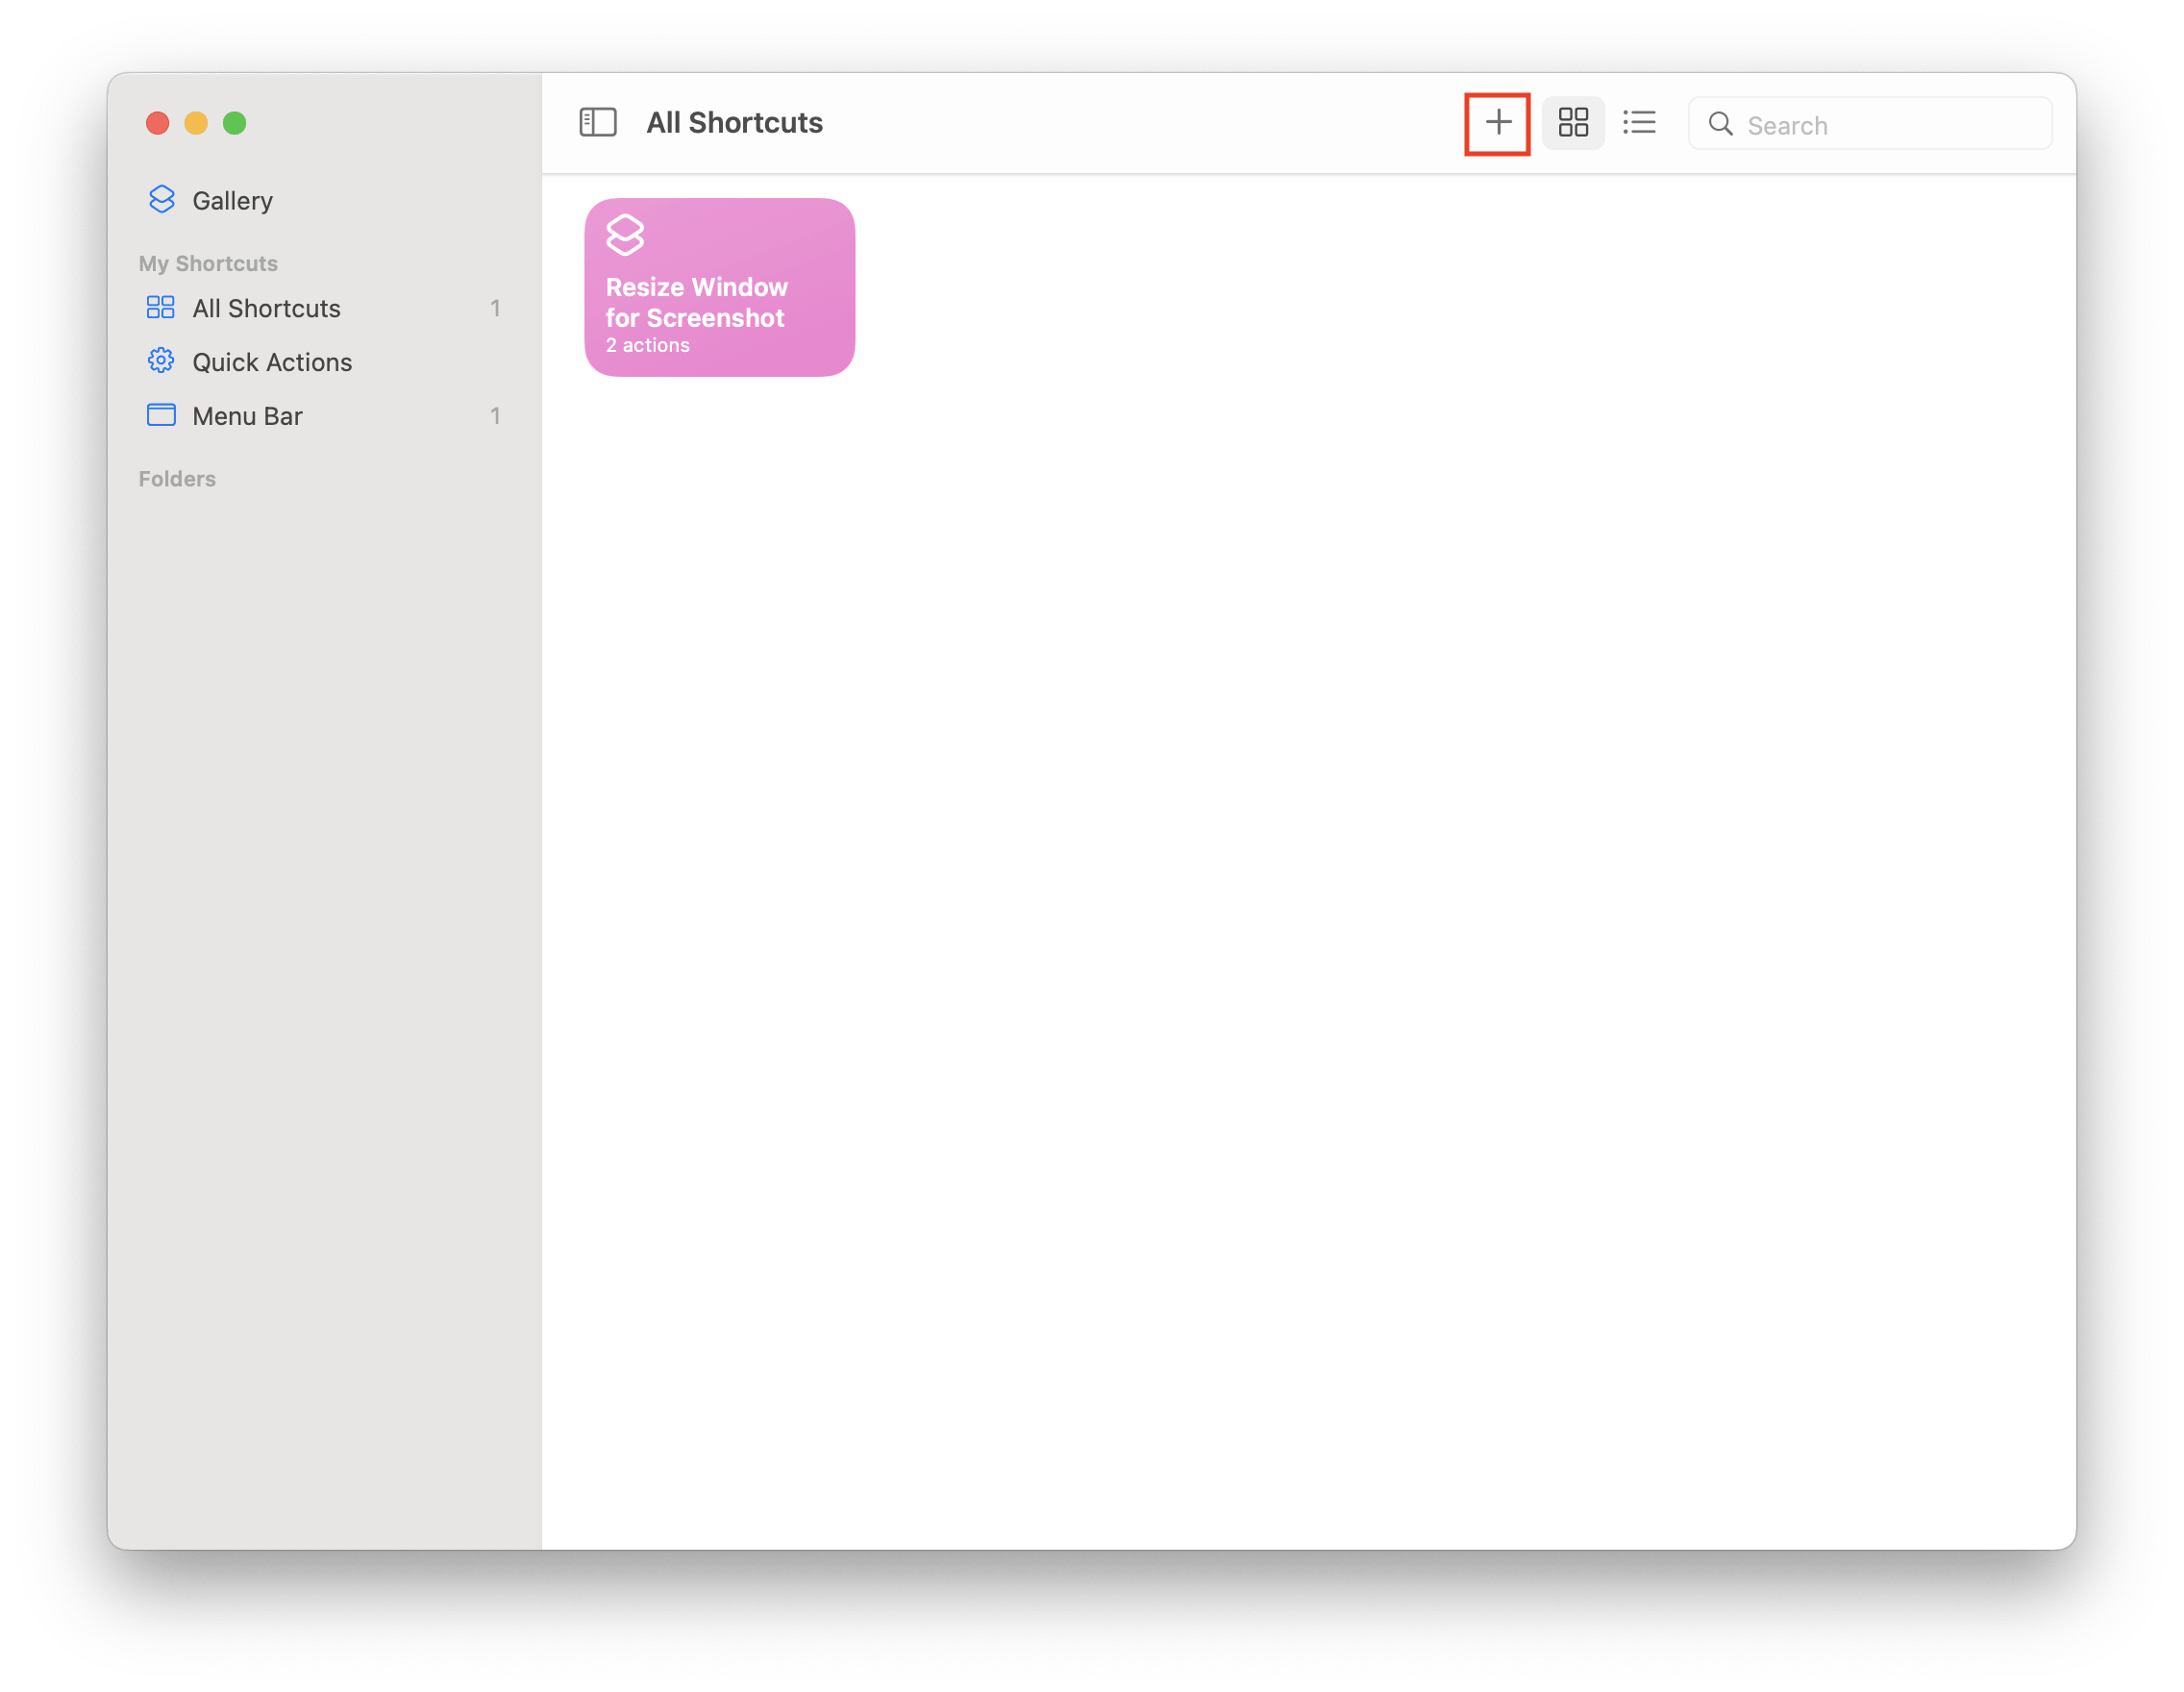 Gallery
My Shortcuts
All Shortcuts 1
Quick Actions
Menu Bar 1
Folders
All Shortcuts
Search
Resize Window
for Screenshot
2 actions